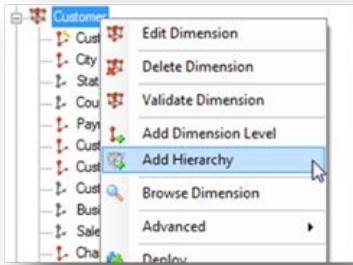 Customer
Cust
Edit Dimension
City
Delete Dimension
Stat
Cou
Validate Dimension
Pay
Add Dimension Level
Cust
Cust
Add Hierarchy
Cust
Browse Dimension
Busi
Sale
Advanced
Cha
Deploy